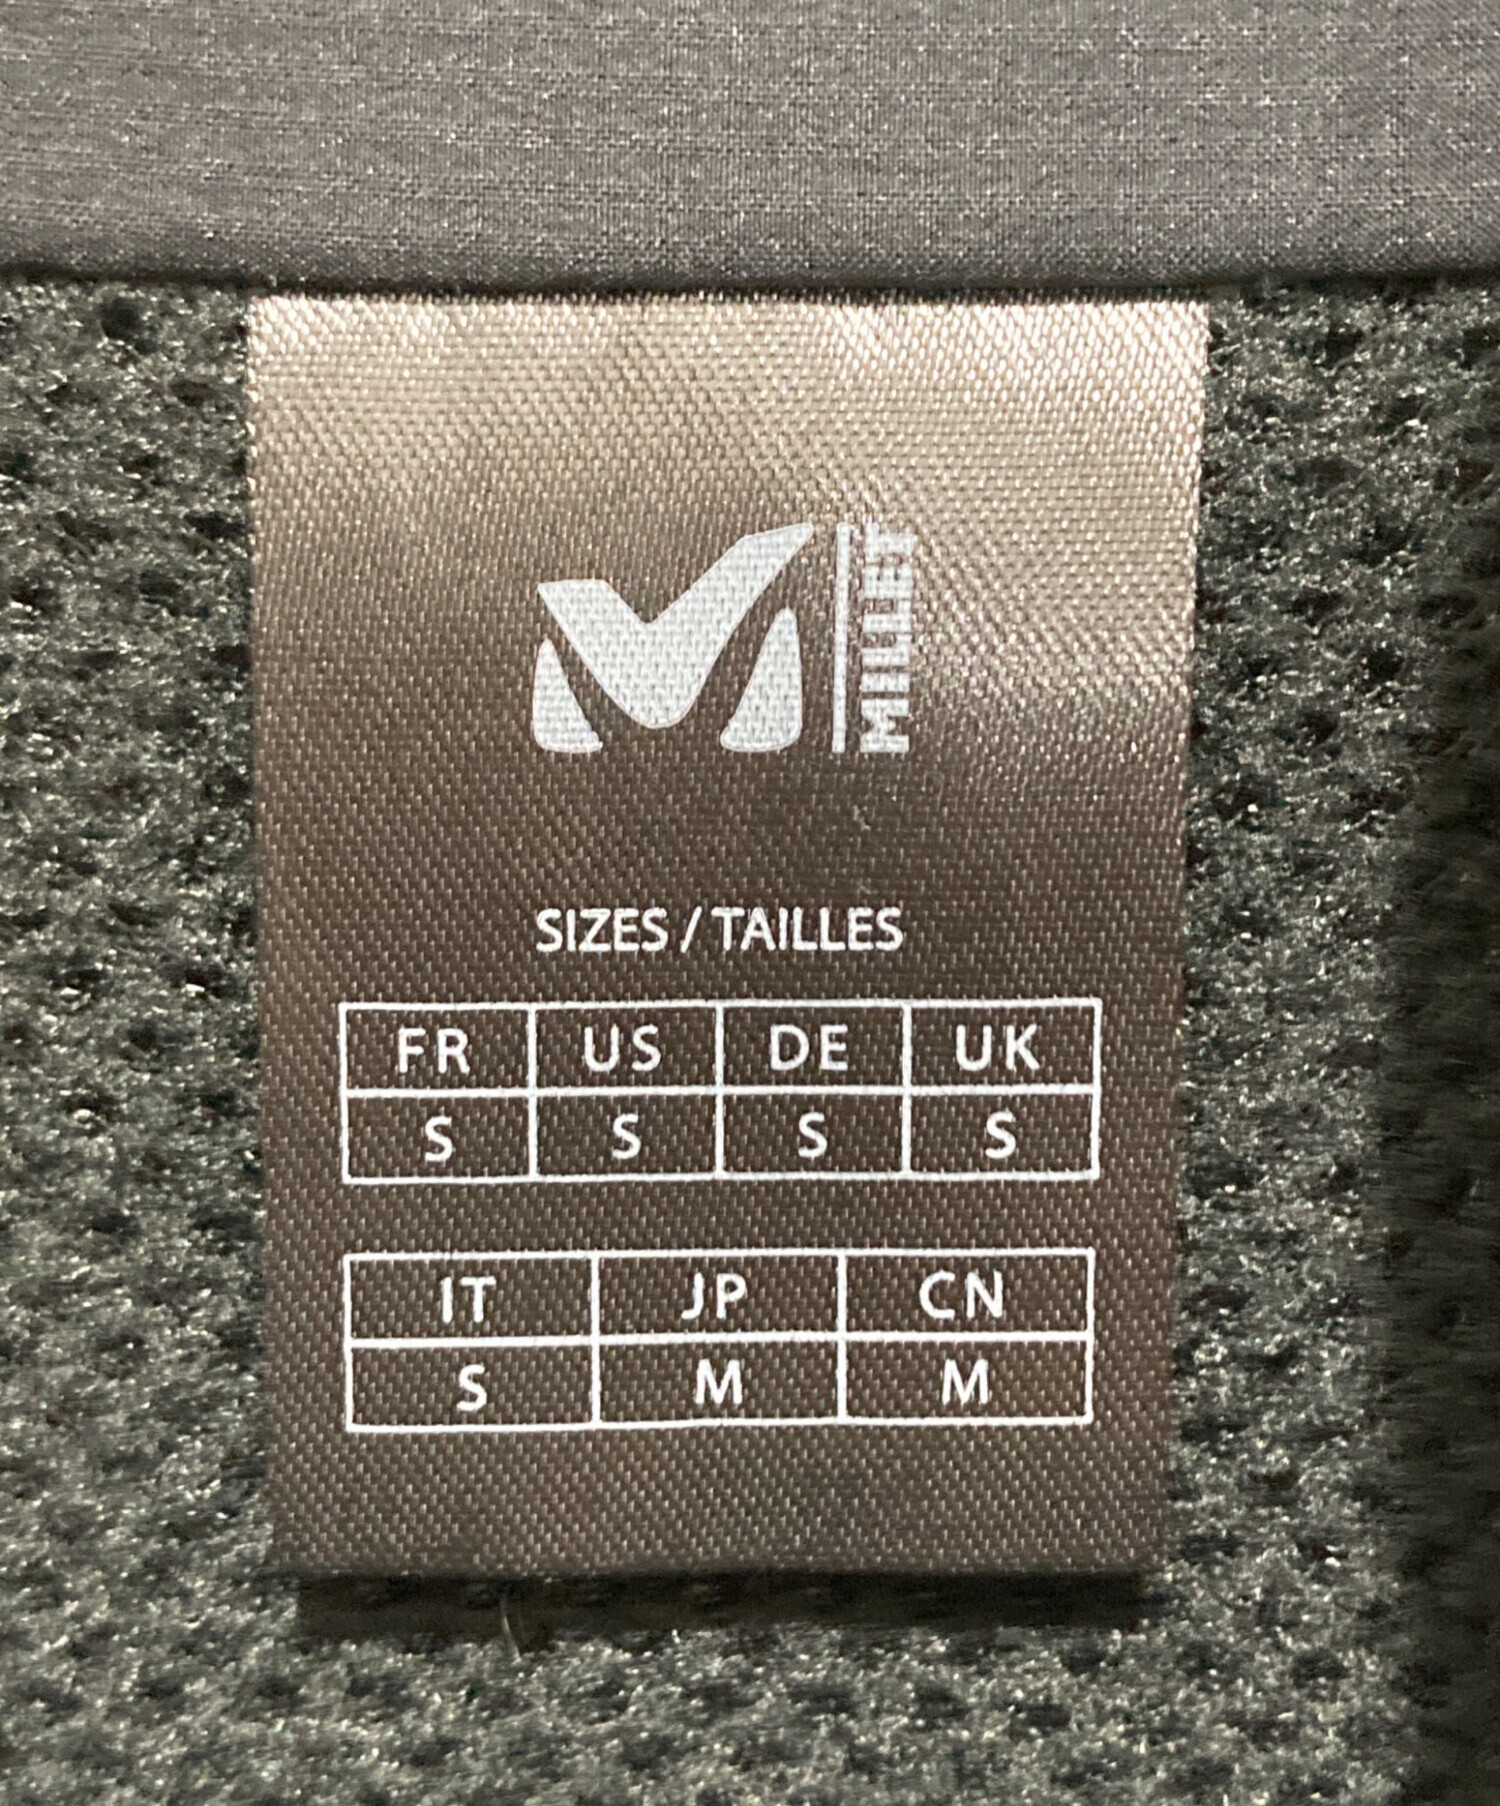 MILLET
SIZES / TAILLES
FR US DE UK
S S S S
IT JP CN
S M M